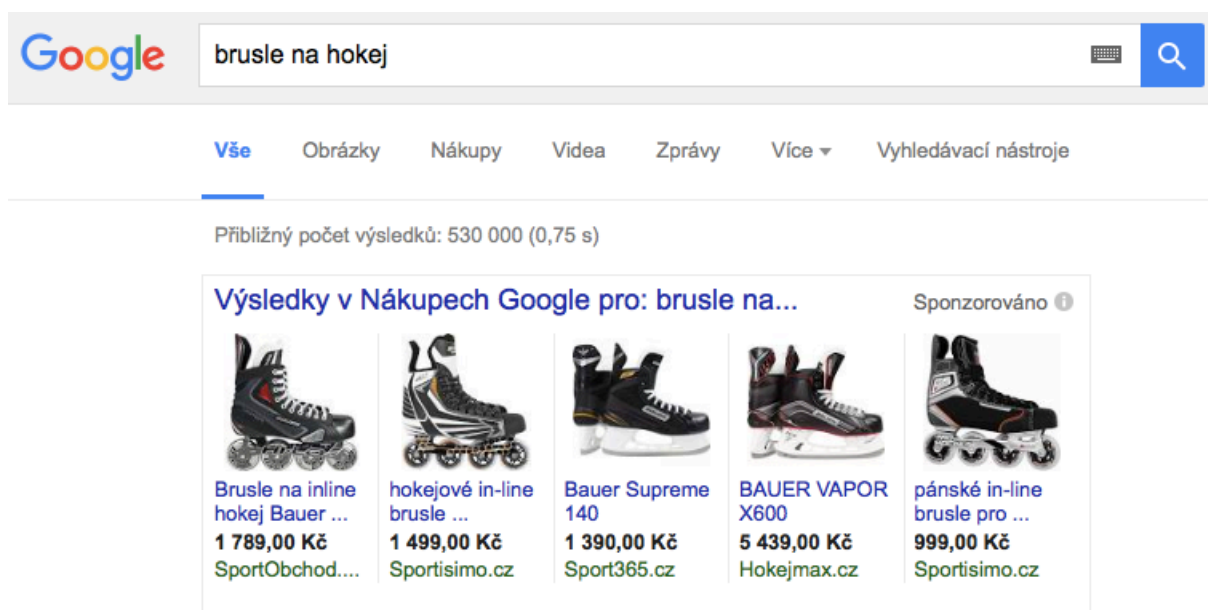 Google
brusle na hokej
Vše Obrázky Nákupy Videa Zprávy Více Vyhledávací nástroje
Přibližný počet výsledků: 530 000 (0,75 s)
Výsledky v Nákupech Google pro: brusle na... Sponzorováno
Brusle na inline
hokej Bauer ...
1 789,00 Kč
SportObchod....
hokejové in-line
brusle ...
1 499,00 Kč
Sportisimo.cz
Bauer Supreme
140
1 390,00 Kč
Sport365.cz
BAUER VAPOR
X600
5 439,00 Kč
Hokejmax.cz
pánské in-line
brusle pro ...
999,00 Kč
Sportisimo.cz